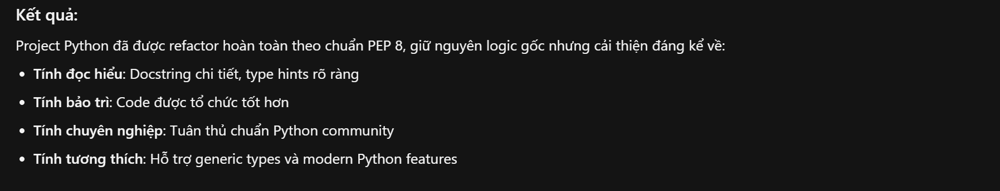 Kết quả:
Project Python đã được refactor hoàn toàn theo chuẩn PEP 8, giữ nguyên logic gốc nhưng cải thiện đáng kể về:
• Tính đọc hiểu: Docstring chi tiết, type hints rõ ràng
• Tính bảo trì: Code được tổ chức tốt hơn
• Tính chuyên nghiệp: Tuân thủ chuẩn Python community
• Tính tương thích: Hỗ trợ generic types và modern Python features